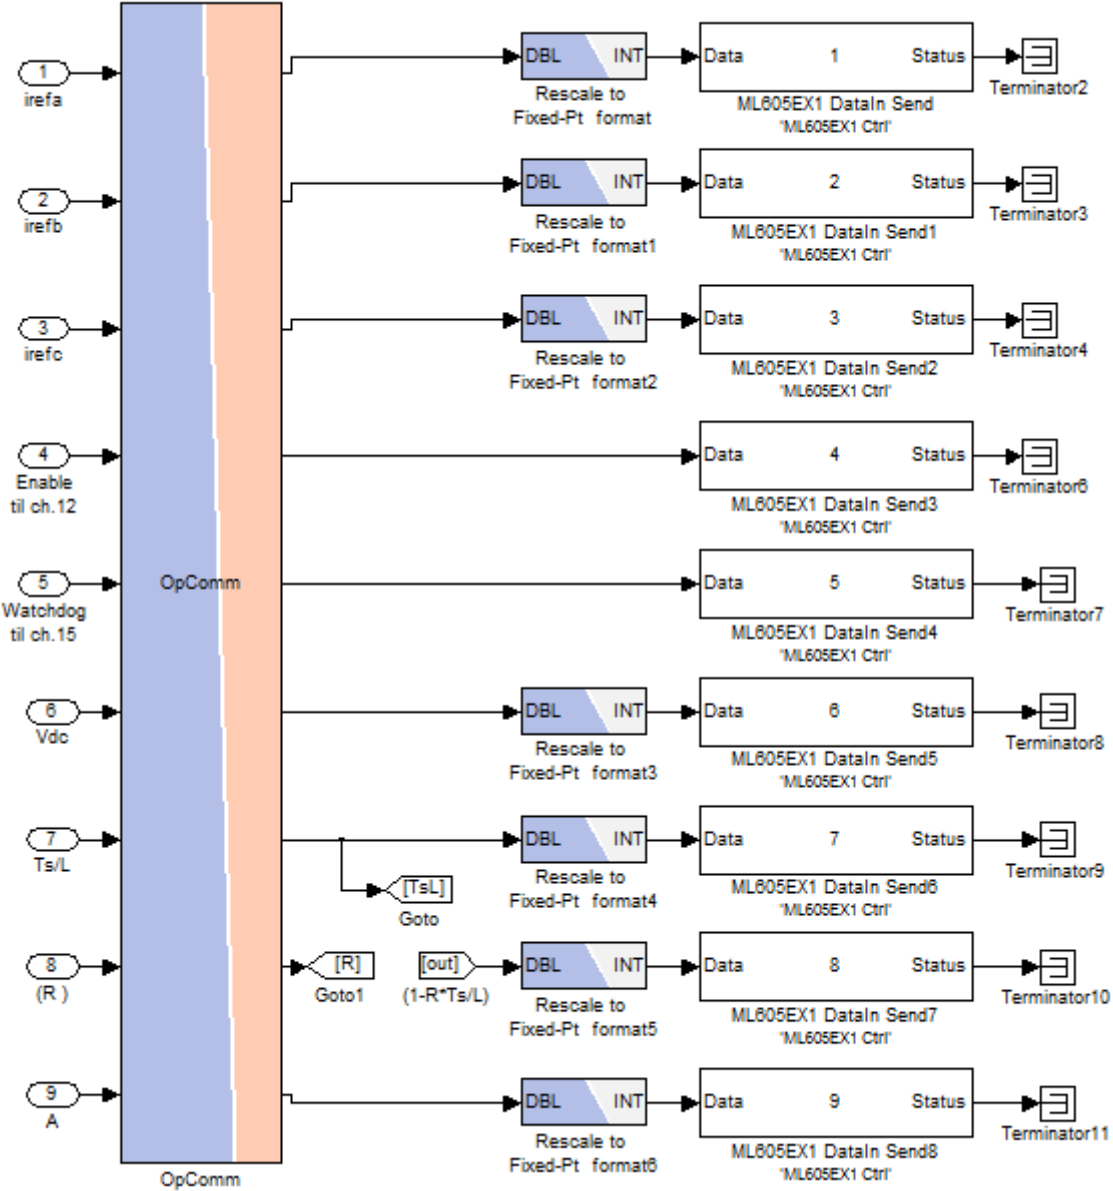 1
irefa
DBL INT
Rescale to
Fixed-Pt format
Data 1 Status
ML605EX1 DataIn Send
'ML605EX1 Ctrl'
Terminator2
2
irefb
DBL INT
Rescale to
Fixed-Pt format1
Data 2 Status
ML605EX1 DataIn Send1
'ML605EX1 Ctrl'
Terminator3
3
irefc
DBL INT
Rescale to
Fixed-Pt format2
Data 3 Status
ML605EX1 DataIn Send2
'ML605EX1 Ctrl'
Terminator4
4
Enable
til ch.12
Data 4 Status
ML605EX1 DataIn Send3
'ML605EX1 Ctrl'
Terminator6
5
Watchdog
til ch.15
OpComm
Data 5 Status
ML605EX1 DataIn Send4
'ML605EX1 Ctrl'
Terminator7
6
Vdc
DBL INT
Rescale to
Fixed-Pt format3
Data 6 Status
ML605EX1 DataIn Send5
'ML605EX1 Ctrl'
Terminator8
7
Ts/L
[TsL]
Goto
DBL INT
Rescale to
Fixed-Pt format4
Data 7 Status
ML605EX1 DataIn Send6
'ML605EX1 Ctrl'
Terminator9
8
(R )
[R]
Goto1
[out]
(1-R*Ts/L)
DBL INT
Rescale to
Fixed-Pt format5
Data 8 Status
ML605EX1 DataIn Send7
'ML605EX1 Ctrl'
Terminator10
9
A
DBL INT
Rescale to
Fixed-Pt format6
Data 9 Status
ML605EX1 DataIn Send8
'ML605EX1 Ctrl'
Terminator11
OpComm